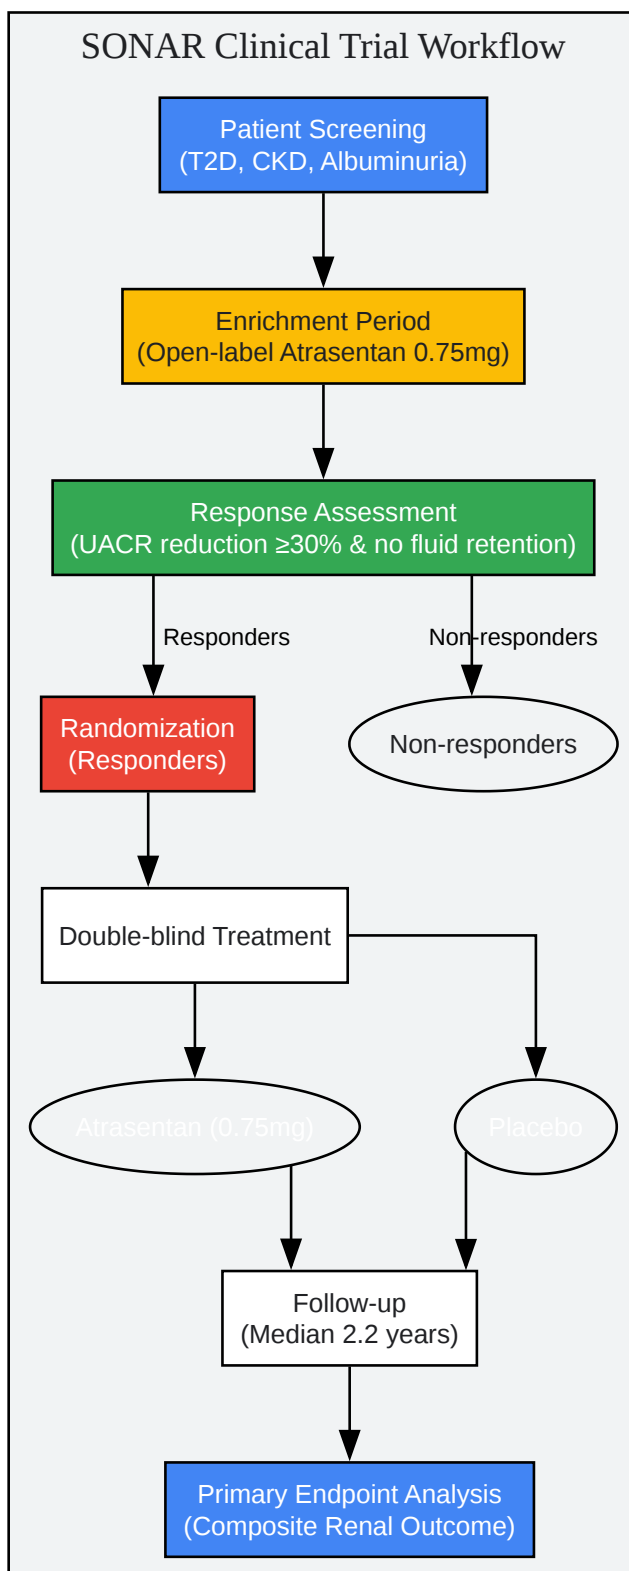 SONAR Clinical Trial Workflow
Patient Screening
(T2D, CKD, Albuminuria)
Enrichment Period
(Open-label Atrasentan 0.75mg)
Response Assessment
(UACR reduction ≥30% & no fluid retention)
Responders
Non-responders
Randomization
(Responders)
Non-responders
Double-blind Treatment
Atrasentan (0.75mg)
Placebo
Follow-up
(Median 2.2 years)
Primary Endpoint Analysis
(Composite Renal Outcome)